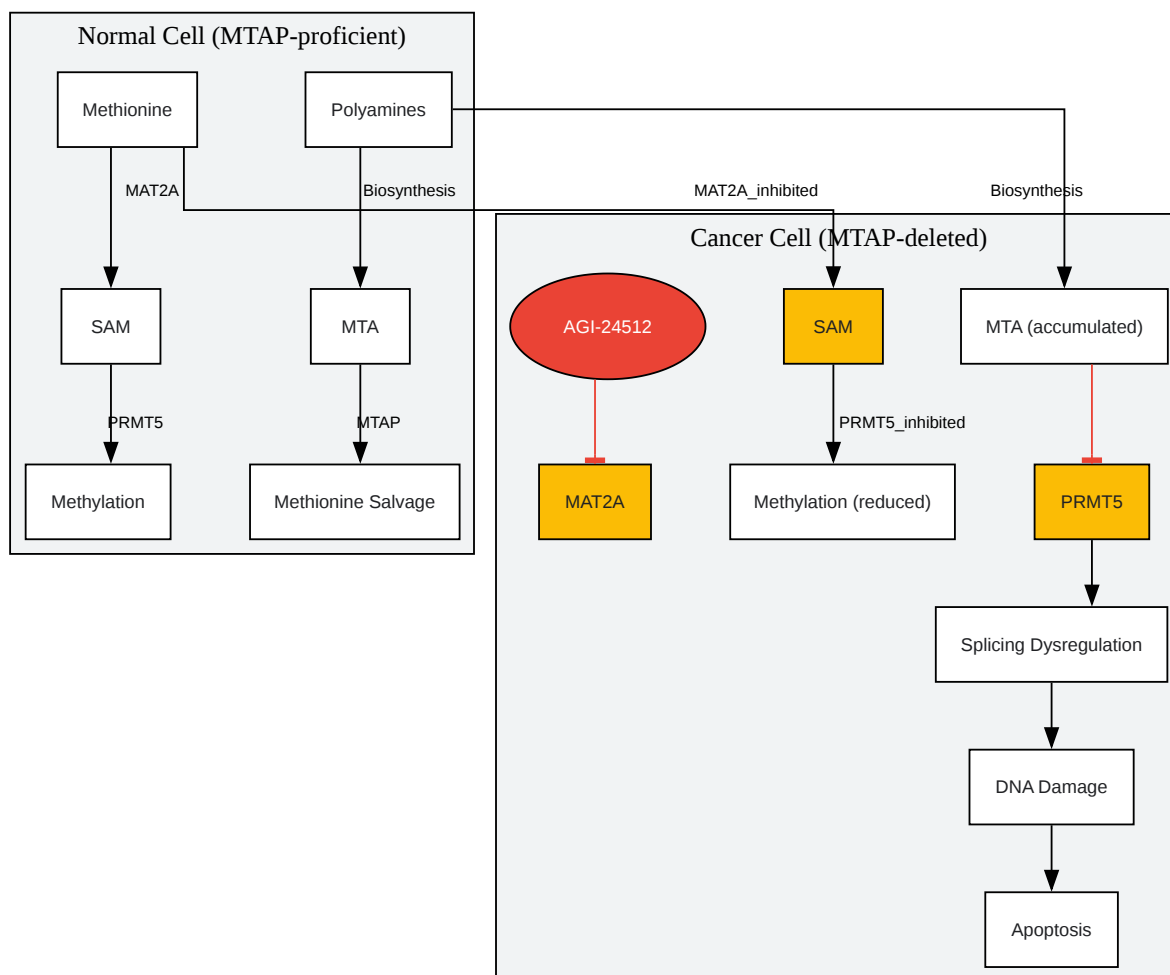 Normal Cell (MTAP-proficient)
Methionine
Polyamines
MAT2A
Biosynthesis
MAT2A_inhibited
Biosynthesis
Cancer Cell (MTAP-deleted)
SAM
MTA
AGI-24512
SAM
MTA (accumulated)
PRMT5
MTAP
PRMT5_inhibited
Methylation
Methionine Salvage
MAT2A
Methylation (reduced)
PRMT5
Splicing Dysregulation
DNA Damage
Apoptosis